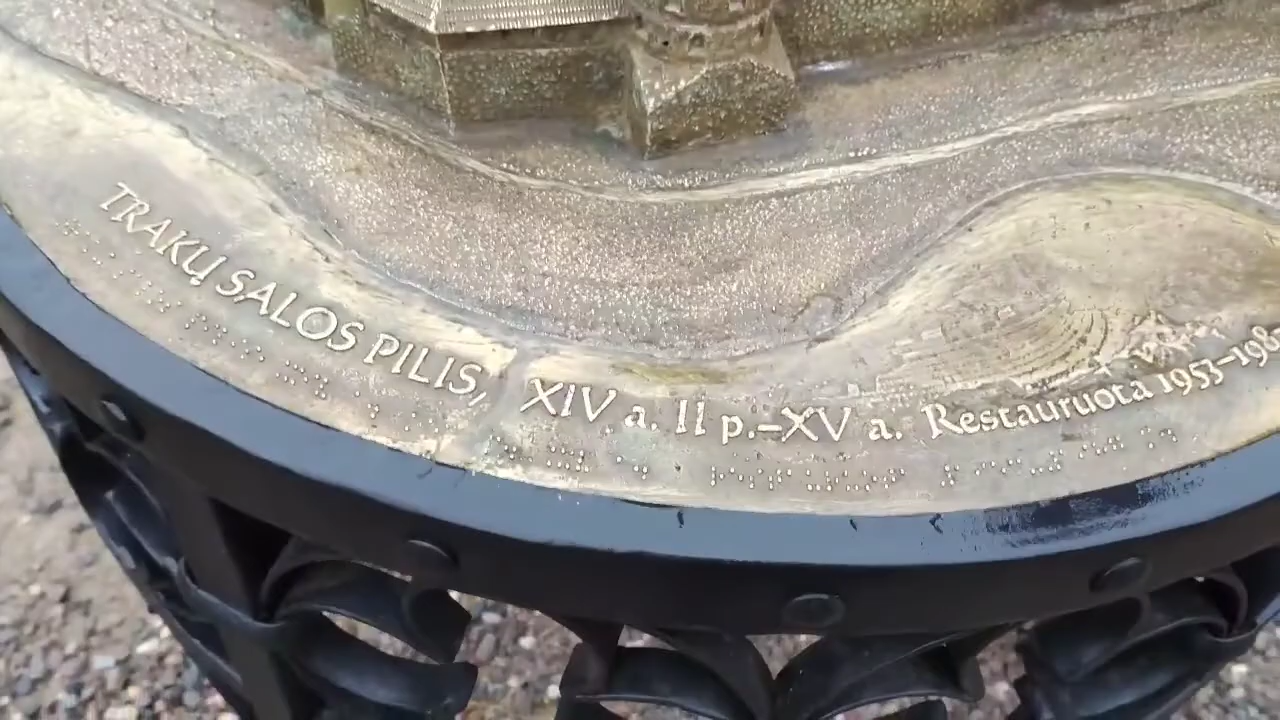 TRAKŲ SALOS PILIS, XIV a. II p.–XV a. Restauruota 1953–198